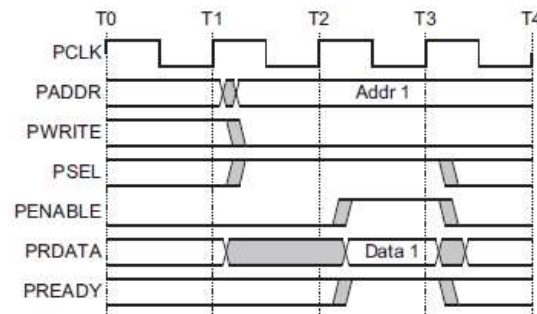 T0 T1 T2 T3 T4
PCLK
PADDR Addr 1
PWRITE
PSEL
PENABLE
PRDATA Data 1
PREADY